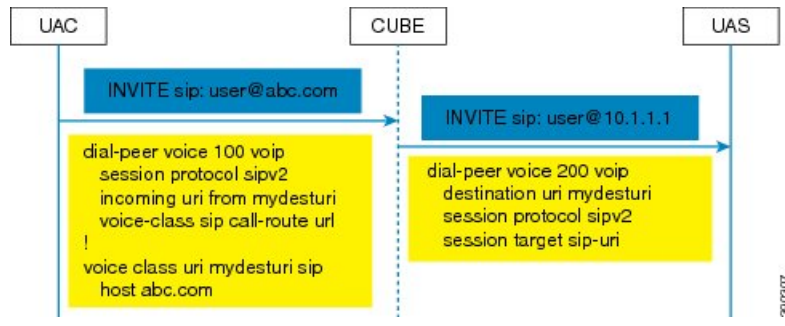 UAC
CUBE
UAS
INVITE sip: user@abc.com
INVITE sip: user@10.1.1.1
dial-peer voice 100 voip
session protocol sipv2
incoming uri from mydesturi
voice-class sip call-route url
!
voice class uri mydesturi sip
host abc.com
dial-peer voice 200 voip
destination uri mydesturi
session protocol sipv2
session target sip-uri